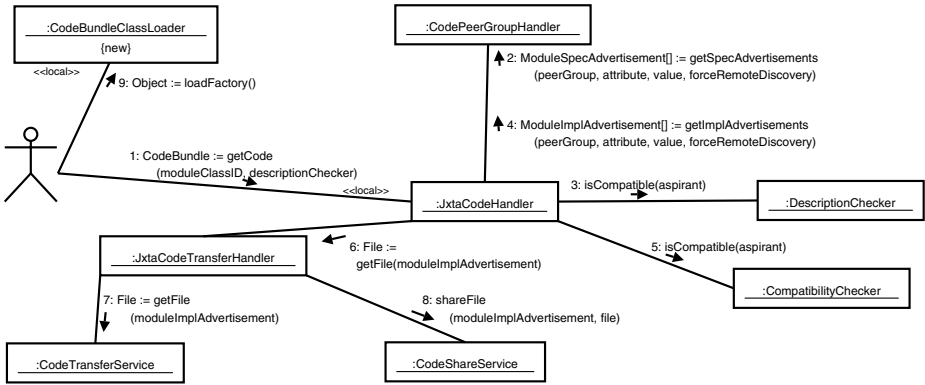 :CodeBundleClassLoader
{new}
:CodePeerGroupHandler
<<local>>
9: Object := loadFactory()
2: ModuleSpecAdvertisement[] := getSpecAdvertisements
(peerGroup, attribute, value, forceRemoteDiscovery)
4: ModuleImplAdvertisement[] := getImplAdvertisements
(peerGroup, attribute, value, forceRemoteDiscovery)
1: CodeBundle := getCode
(moduleClassID, descriptionChecker)
<<local>>
:JxtaCodeHandler
3: isCompatible(aspirant)
:DescriptionChecker
:JxtaCodeTransferHandler
6: File :=
getFile(moduleImplAdvertisement)
5: isCompatible(aspirant)
:CompatibilityChecker
7: File := getFile
(moduleImplAdvertisement)
8: shareFile
(moduleImplAdvertisement, file)
:CodeTransferService
:CodeShareService